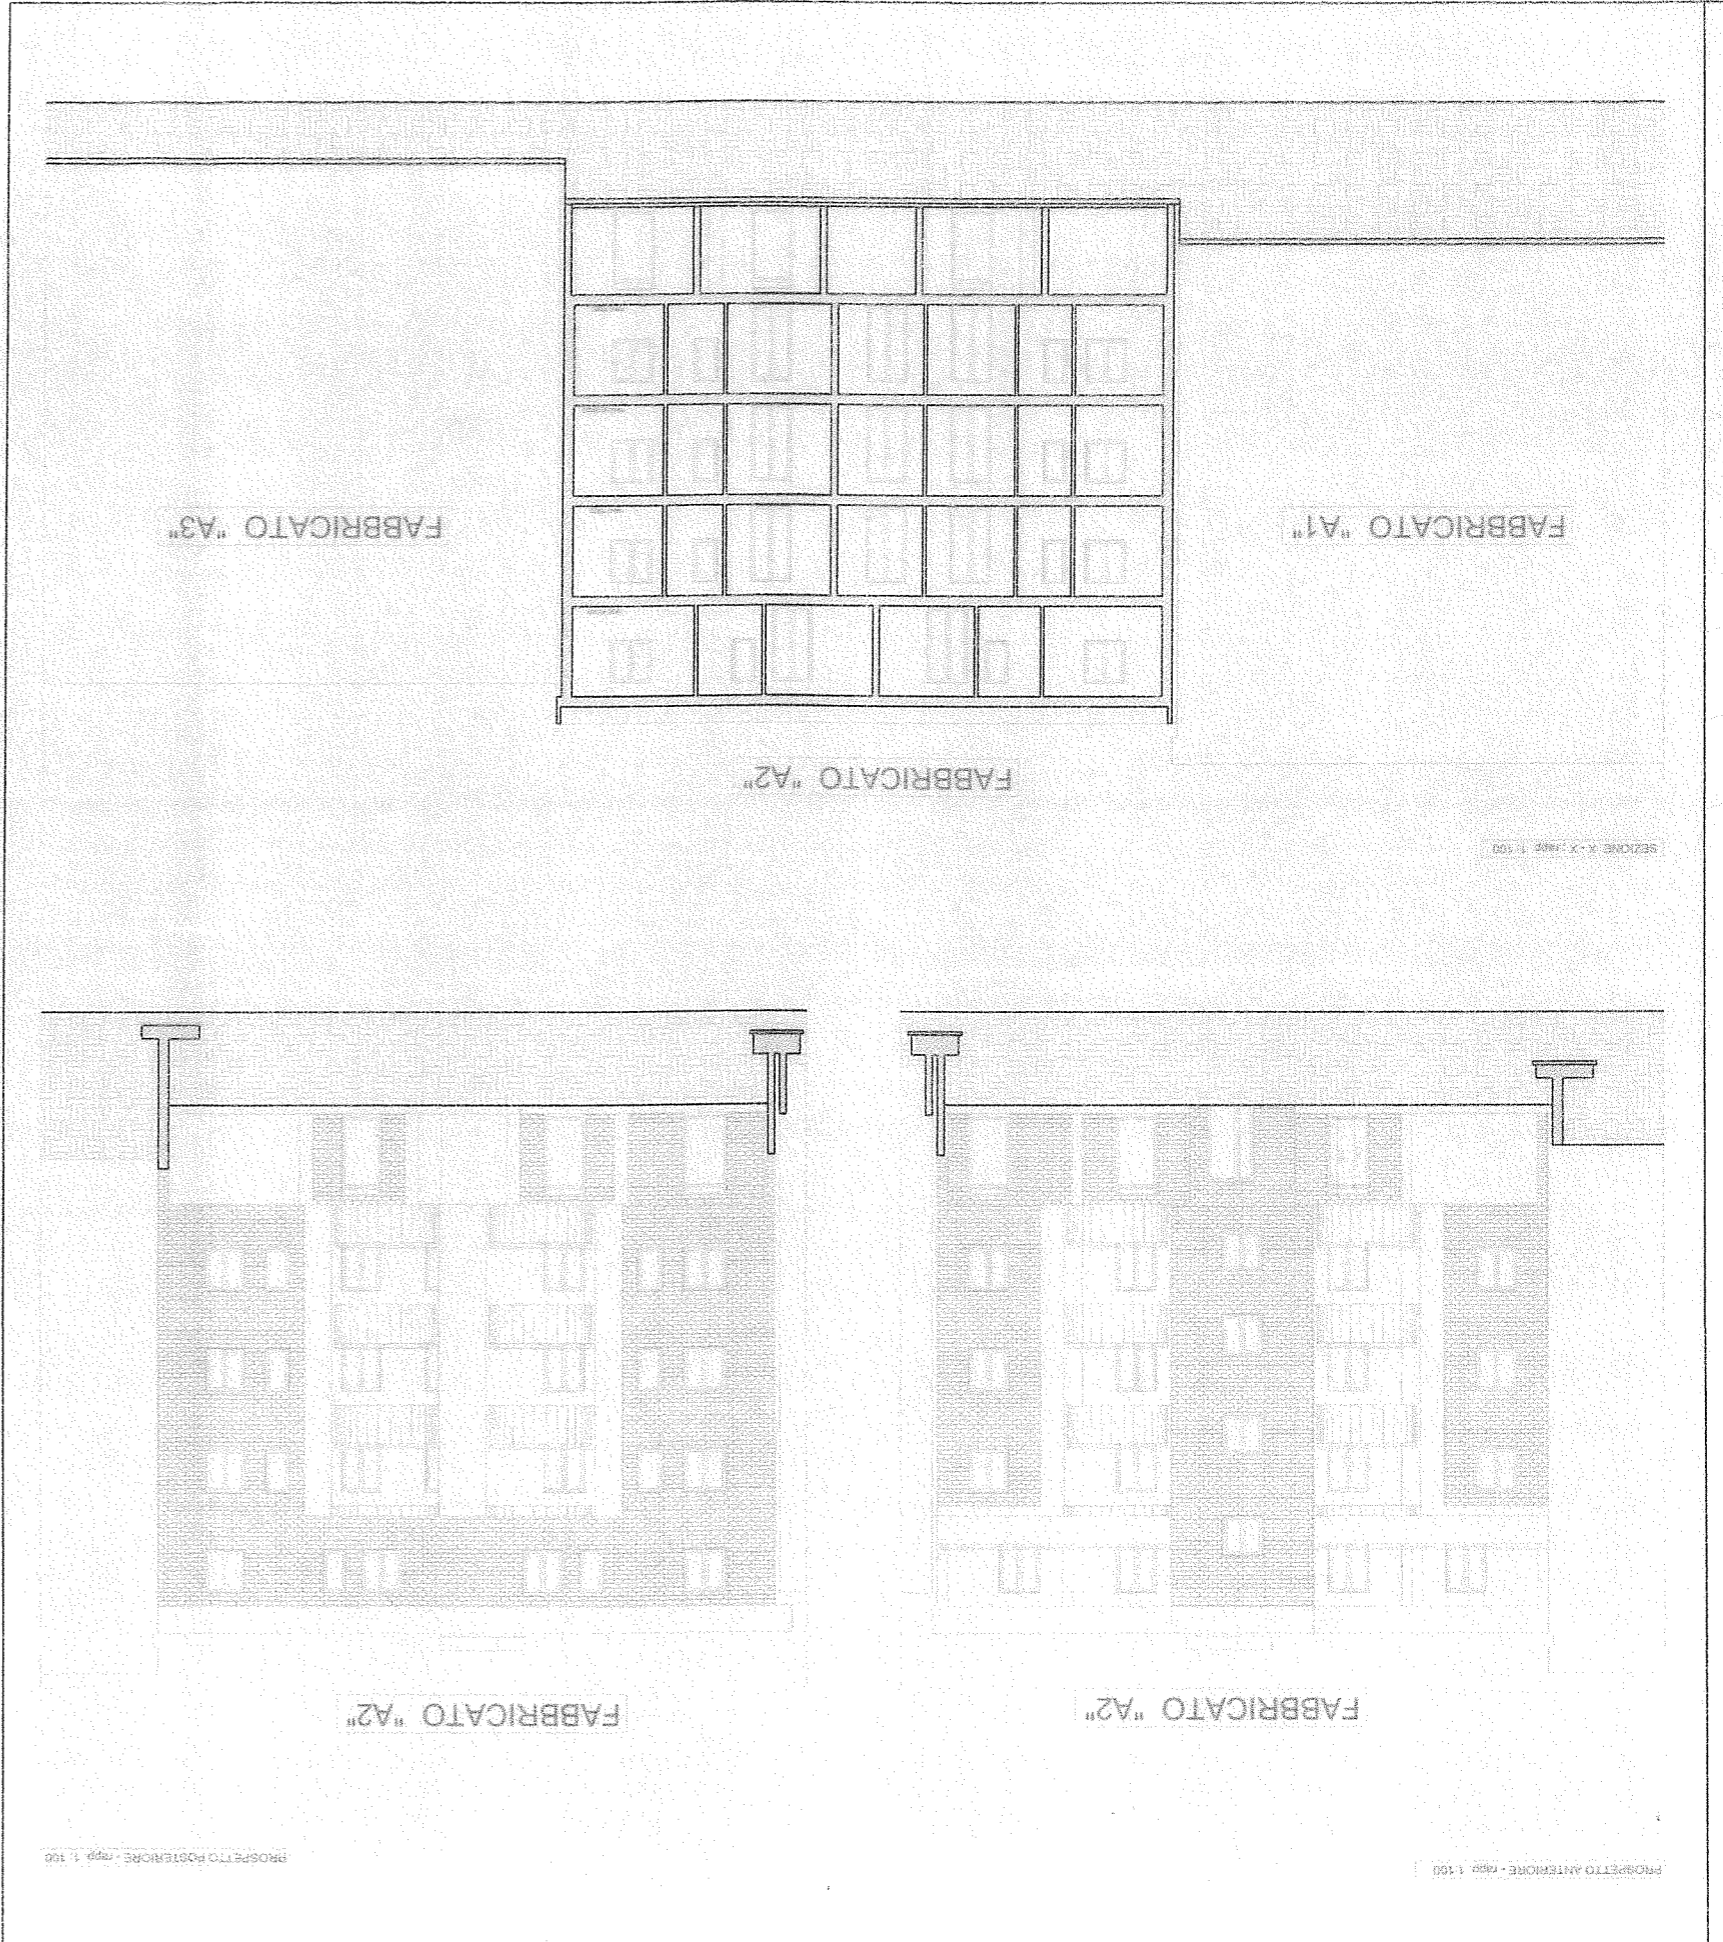 PROSPETTO ANTERIORE - rapp. 1:100
PROSPETTO POSTERIORE - rapp. 1:100
FABBRICATO "A2"
FABBRICATO "A2"
SEZIONE X - X : rapp. 1:100
FABBRICATO "A2"
FABBRICATO "A1"
FABBRICATO "A3"